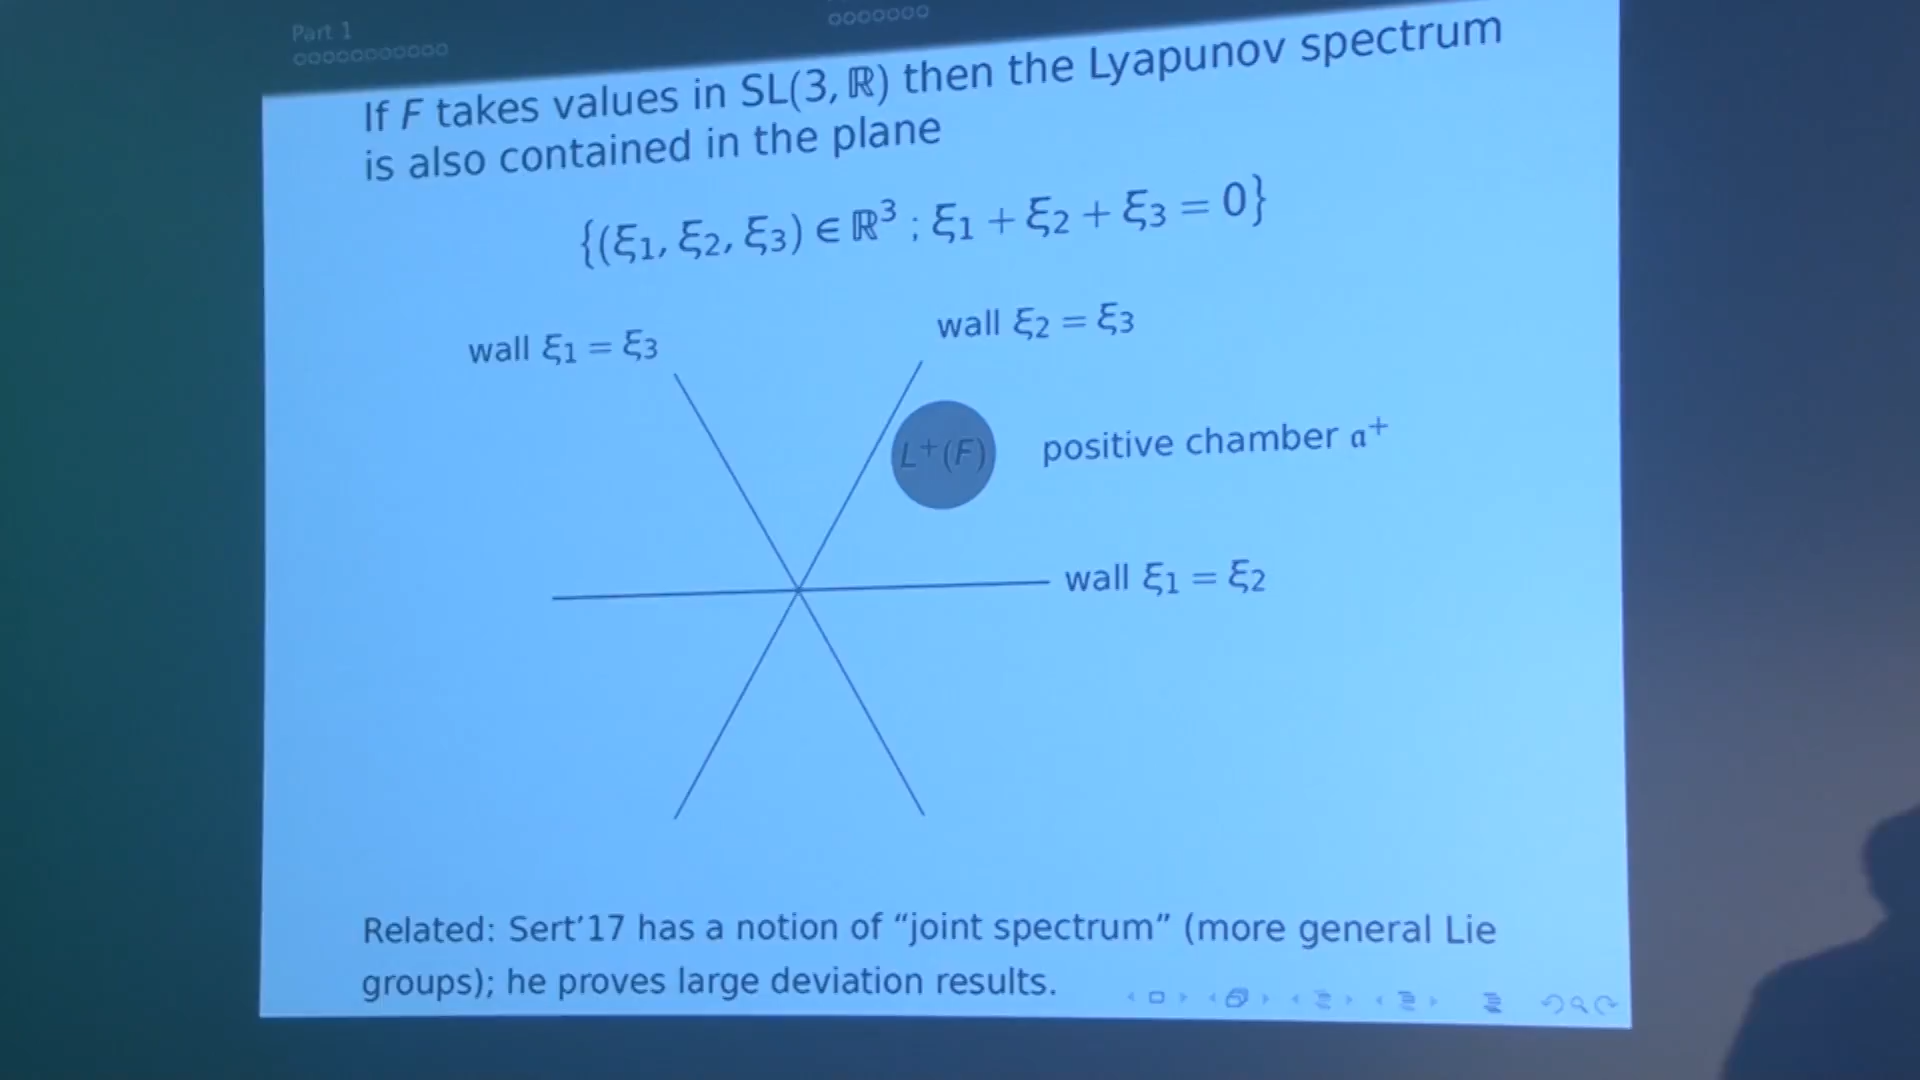 Part 1
If F takes values in SL(3, ℝ) then the Lyapunov spectrum
is also contained in the plane
{(ξ₁, ξ₂, ξ₃) ∈ ℝ³ ; ξ₁ + ξ₂ + ξ₃ = 0}
wall ξ₁ = ξ₃
wall ξ₂ = ξ₃
L⁺(F)
positive chamber 𝔞⁺
wall ξ₁ = ξ₂
Related: Sert’17 has a notion of “joint spectrum” (more general Lie
groups); he proves large deviation results.